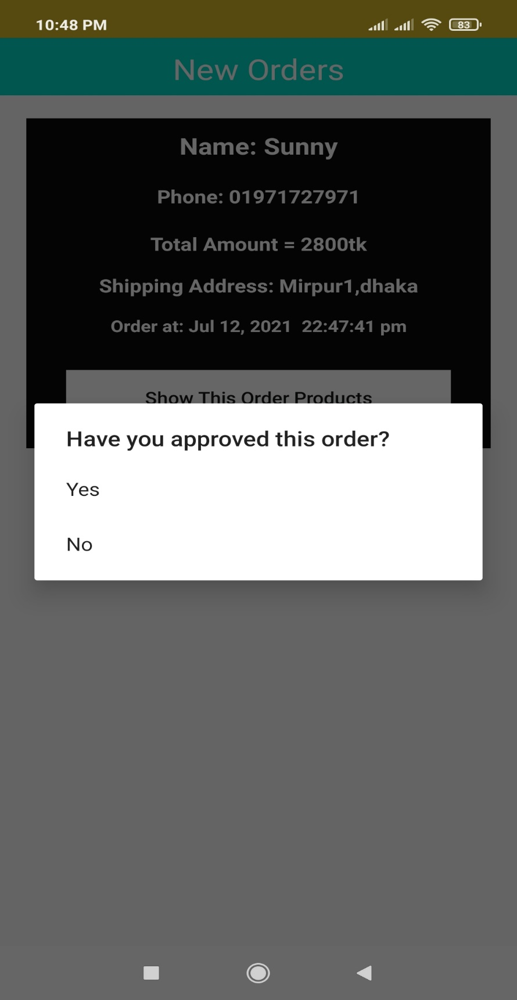 10:48 PM
83
New Orders
Name: Sunny
Phone: 01971727971
Total Amount = 2800tk
Shipping Address: Mirpur1,dhaka
Order at: Jul 12, 2021  22:47:41 pm
Show This Order Products
Have you approved this order?
Yes
No